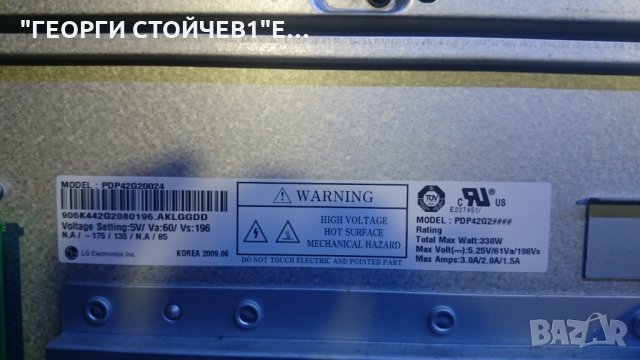 "ГЕОРГИ СТОЙЧЕВ1"Е...
MODEL : PDP42G20024
906K442G2080196.AKLGGDD
Voltage Setting:5V/ Va:60/ Vs:196
N.A/ -175 / 135 / N.A / 85
LG Electronics Inc. KOREA 2009.06
WARNING
HIGH VOLTAGE
HOT SURFACE
MECHANICAL HAZARD
DO NOT TOUCH ELECTRIC AND POINTED PART
TÜV
C US
E227451/
MODEL : PDP42G2####
Rating
Total Max Watt:330W
Max Volt(⎓):5.25V/61Va/198Vs
Max Amps:3.0A/2.0A/1.5A
BAZAR